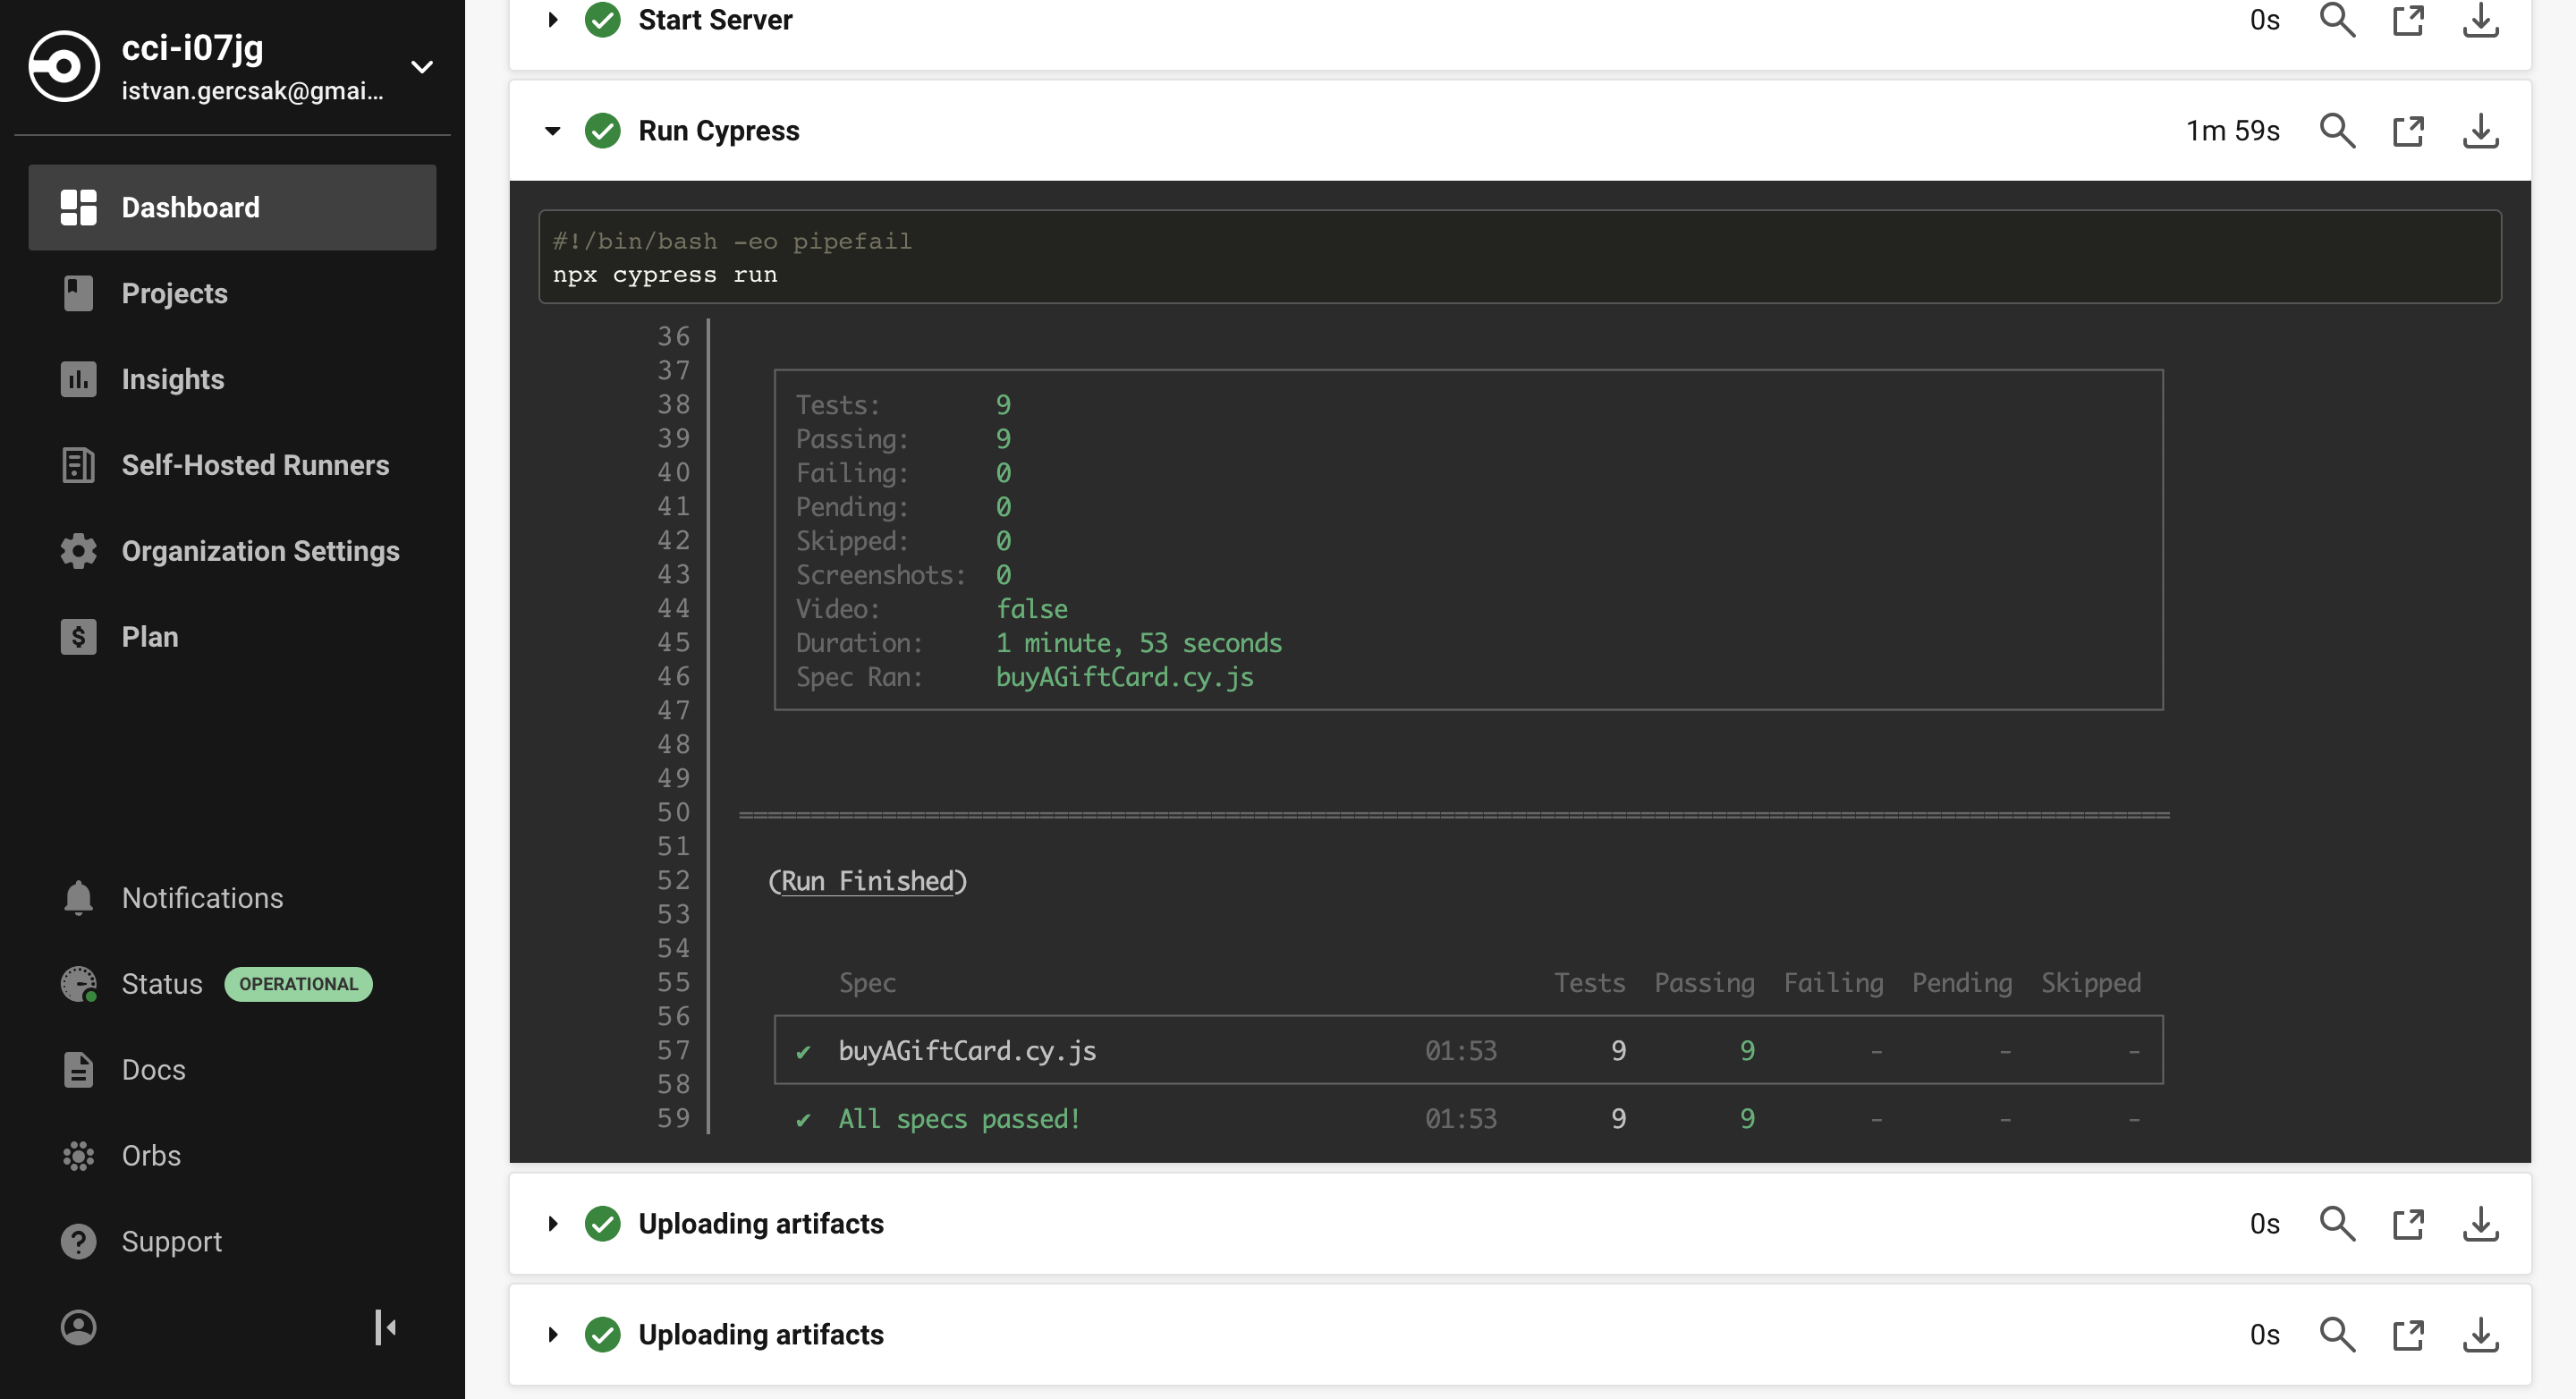 cci-i07jg
istvan.gercsak@gmai...
Dashboard
Projects
Insights
Self-Hosted Runners
Organization Settings
Plan
Notifications
Status OPERATIONAL
Docs
Orbs
Support
Start Server 0s
Run Cypress 1m 59s
#!/bin/bash -eo pipefail
npx cypress run
36
37
38 Tests: 9
39 Passing: 9
40 Failing: 0
41 Pending: 0
42 Skipped: 0
43 Screenshots: 0
44 Video: false
45 Duration: 1 minute, 53 seconds
46 Spec Ran: buyAGiftCard.cy.js
47
48
49
50 ====================================================================================================
51
52 (Run Finished)
53
54
55 Spec Tests Passing Failing Pending Skipped
56
57 ✔ buyAGiftCard.cy.js 01:53 9 9 - - -
58
59 ✔ All specs passed! 01:53 9 9 - - -
Uploading artifacts 0s
Uploading artifacts 0s